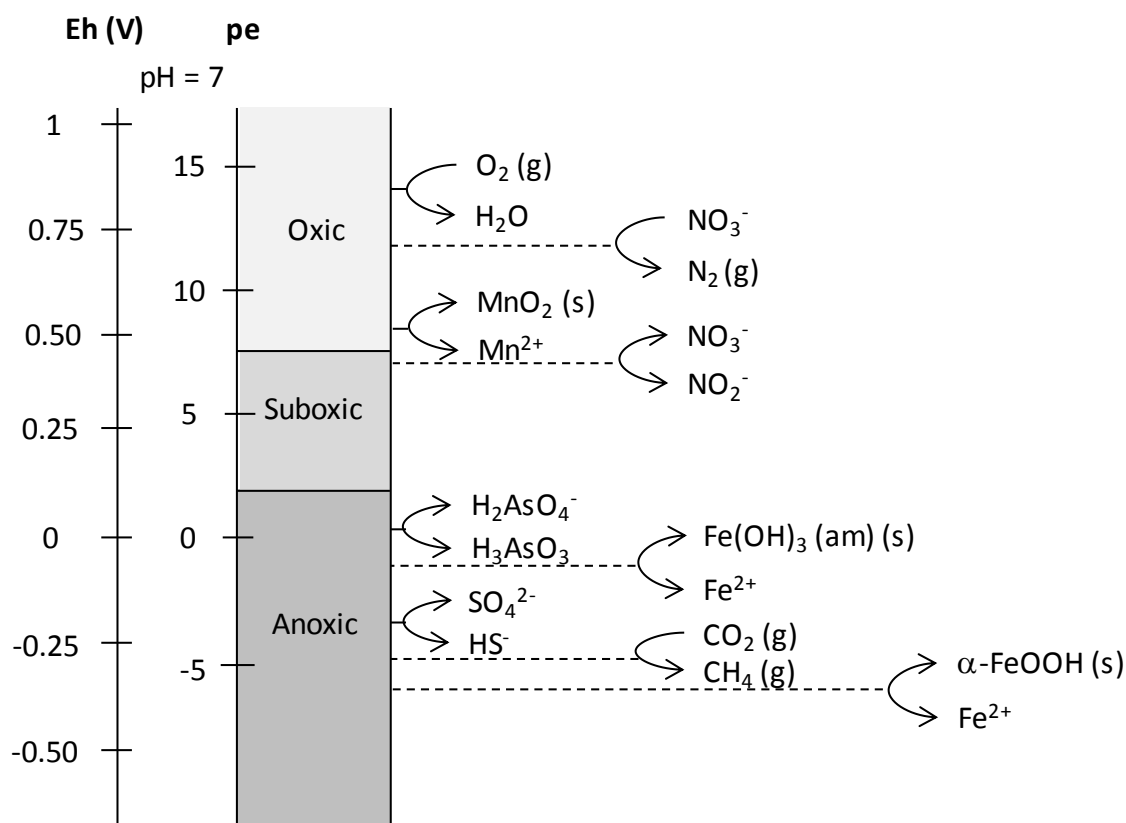 Eh (V) pe
pH = 7
1
15
O₂ (g)
H₂O
NO₃⁻
0.75
Oxic
N₂ (g)
10
MnO₂ (s)
0.50
NO₃⁻
Mn²⁺
NO₂⁻
5
Suboxic
0.25
H₂AsO₄⁻
0
0
Fe(OH)₃ (am) (s)
H₃AsO₃
Fe²⁺
SO₄²⁻
Anoxic
-0.25
HS⁻
CO₂ (g)
-5
CH₄ (g)
α-FeOOH (s)
Fe²⁺
-0.50